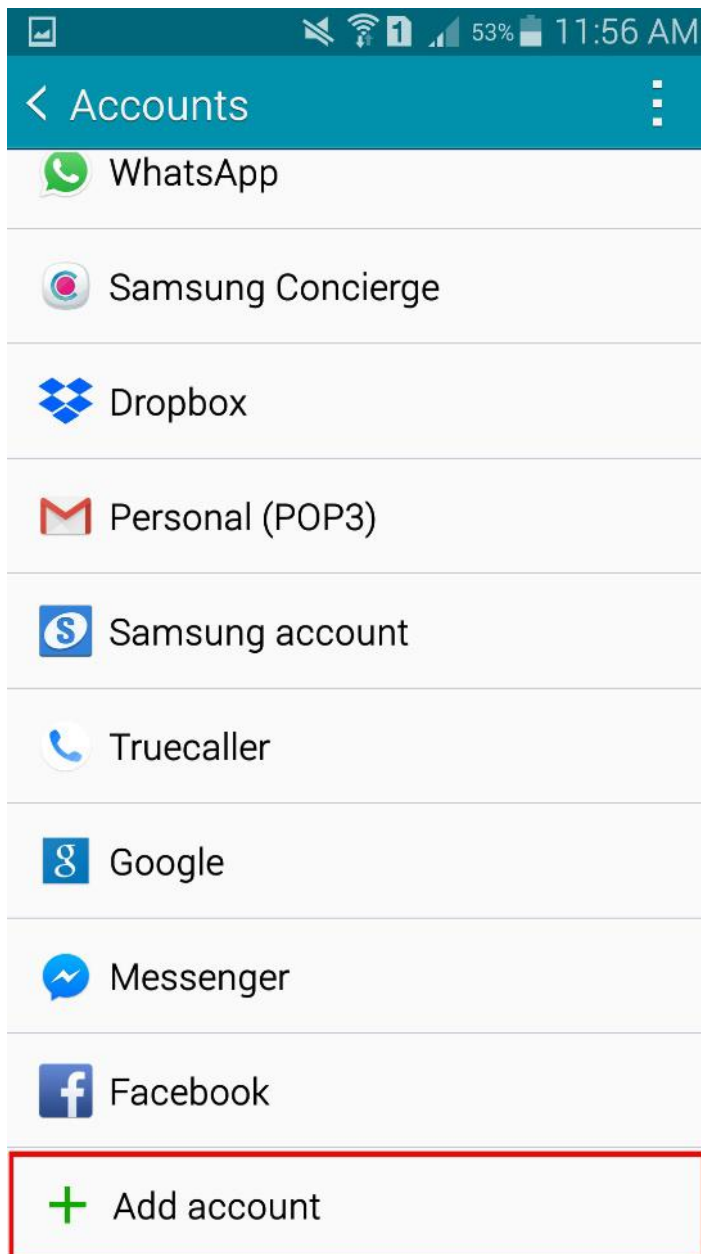 1 53% 11:56 AM
Accounts
WhatsApp
Samsung Concierge
Dropbox
Personal (POP3)
Samsung account
Truecaller
Google
Messenger
Facebook
Add account